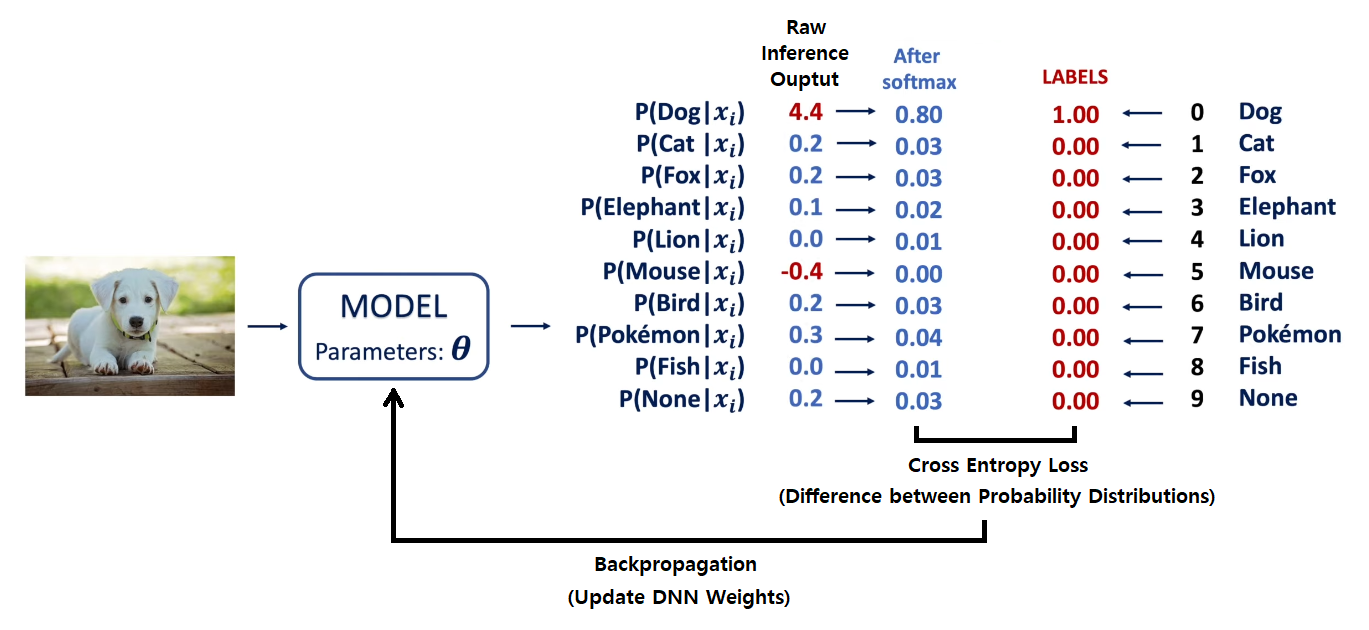 Raw
Inference
Ouptut
After
softmax
LABELS
P(Dog|xᵢ) 4.4 → 0.80 1.00 ← 0 Dog
P(Cat |xᵢ) 0.2 → 0.03 0.00 ← 1 Cat
P(Fox|xᵢ) 0.2 → 0.03 0.00 ← 2 Fox
P(Elephant|xᵢ) 0.1 → 0.02 0.00 ← 3 Elephant
P(Lion|xᵢ) 0.0 → 0.01 0.00 ← 4 Lion
P(Mouse|xᵢ) -0.4 → 0.00 0.00 ← 5 Mouse
P(Bird|xᵢ) 0.2 → 0.03 0.00 ← 6 Bird
P(Pokémon|xᵢ) 0.3 → 0.04 0.00 ← 7 Pokémon
P(Fish|xᵢ) 0.0 → 0.01 0.00 ← 8 Fish
P(None|xᵢ) 0.2 → 0.03 0.00 ← 9 None
MODEL
Parameters: θ
Cross Entropy Loss
(Difference between Probability Distributions)
Backpropagation
(Update DNN Weights)